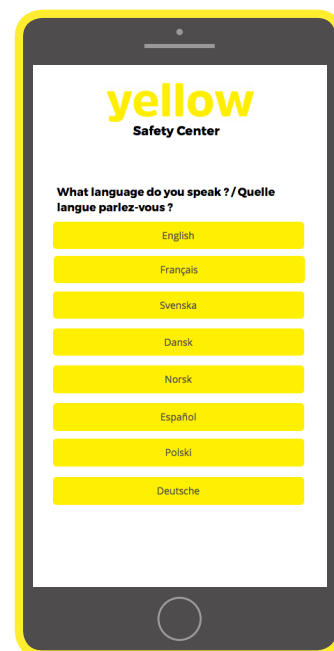 yellow
Safety Center
What language do you speak ? / Quelle
langue parlez-vous ?
English
Français
Svenska
Dansk
Norsk
Español
Polski
Deutsche